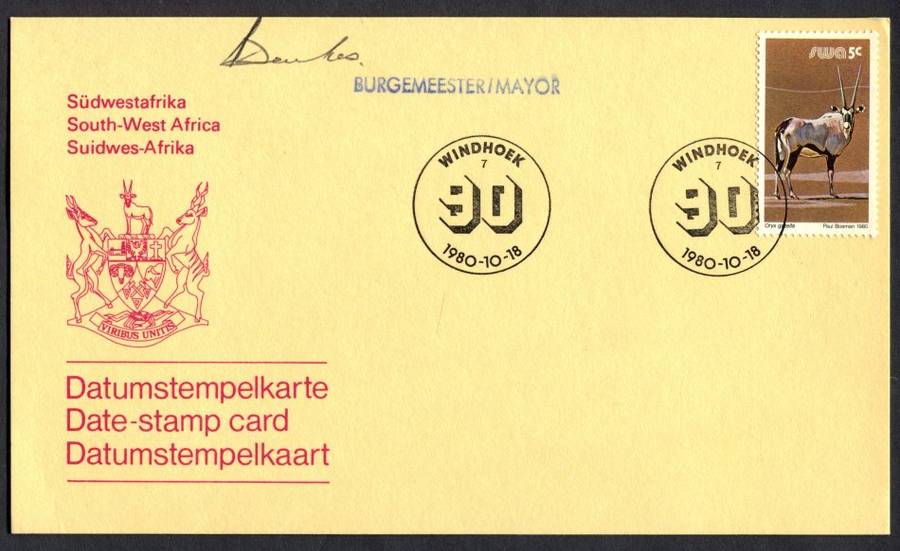 BURGEMEESTER/MAYOR
Südwestafrika
South-West Africa
Suidwes-Afrika
VIRIBUS UNITIS
Datumstempelkarte
Date-stamp card
Datumstempelkaart
WINDHOEK
7
90
1980-10-18
WINDHOEK
7
90
1980-10-18
swa 5c
Oryx gazella
Paul Bosman 1980